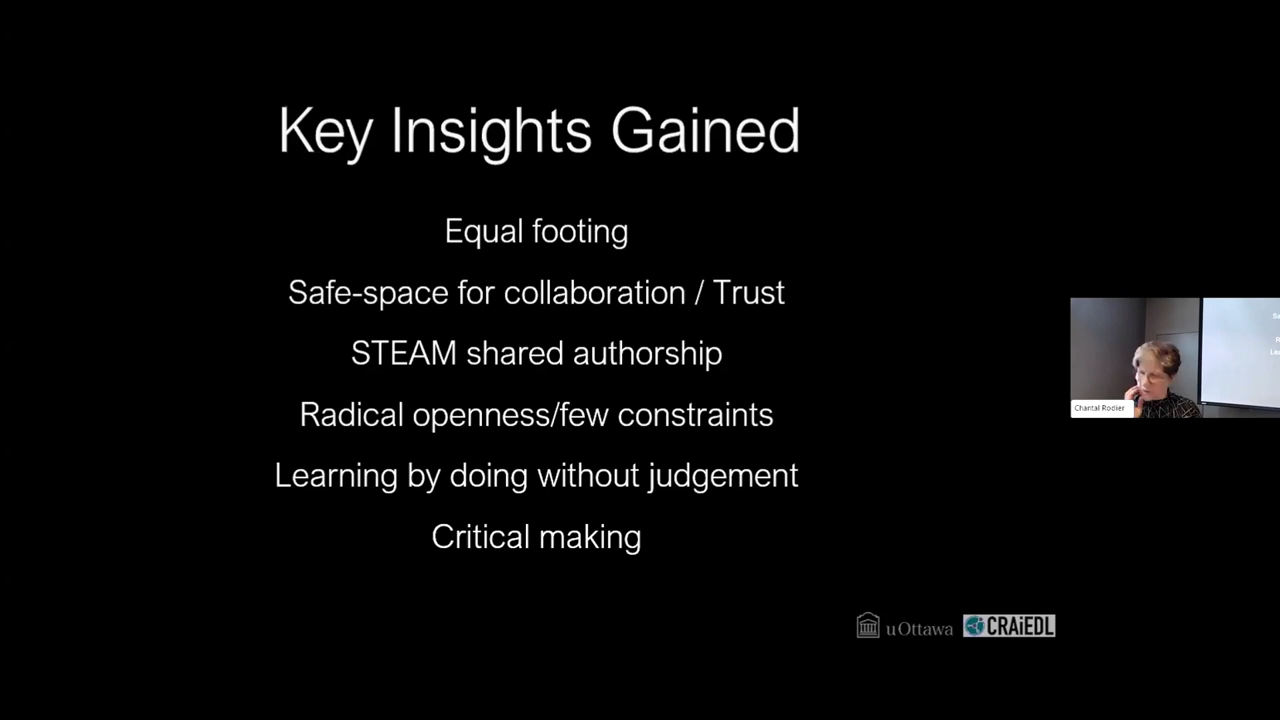 Key Insights Gained
Equal footing
Safe-space for collaboration / Trust
STEAM shared authorship
Radical openness/few constraints
Learning by doing without judgement
Critical making
uOttawa
CRAiEDL
Chantal Rodier